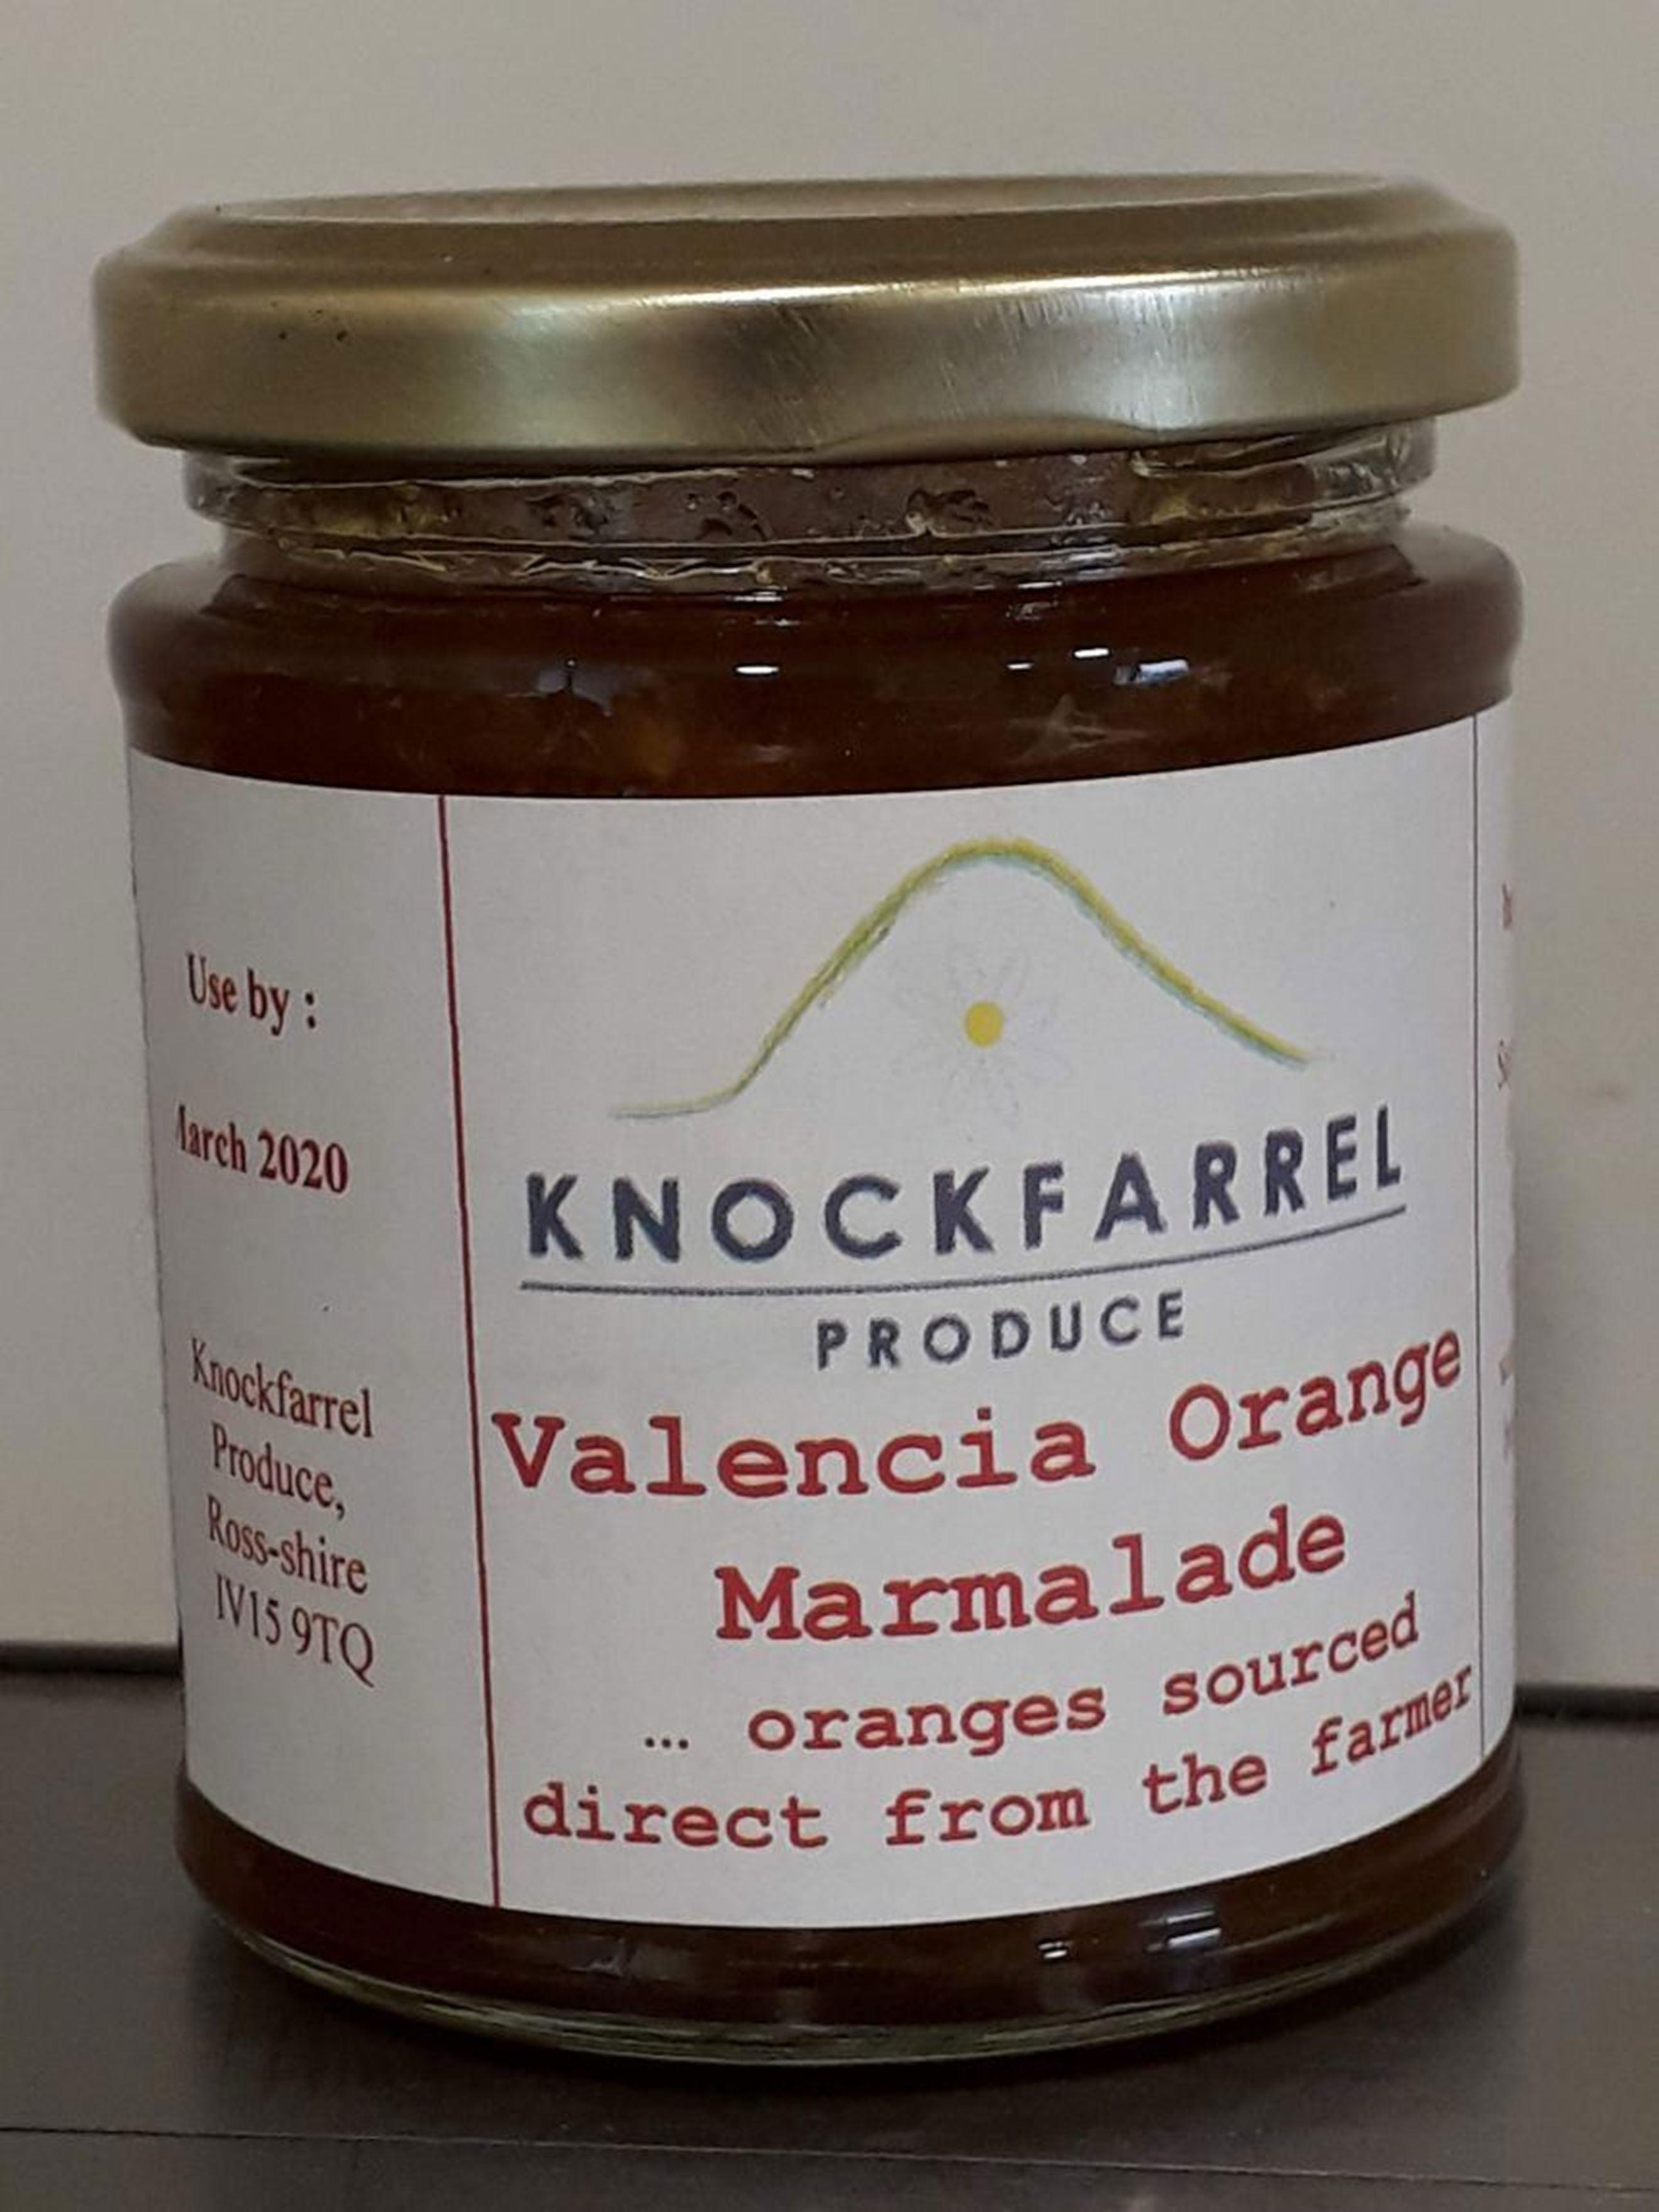 Use by :
arch 2020
Knockfarrel
Produce,
Ross-shire
IV15 9TQ
KNOCKFARREL
PRODUCE
Valencia Orange
Marmalade
... oranges sourced
direct from the farmer